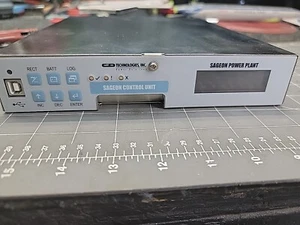 RECT BATT LOG
C&D TECHNOLOGIES, INC.
SAGEON POWER PLANT
SAGEON CONTROL UNIT
INC DEC ENTER
15 14 13 12 11 10